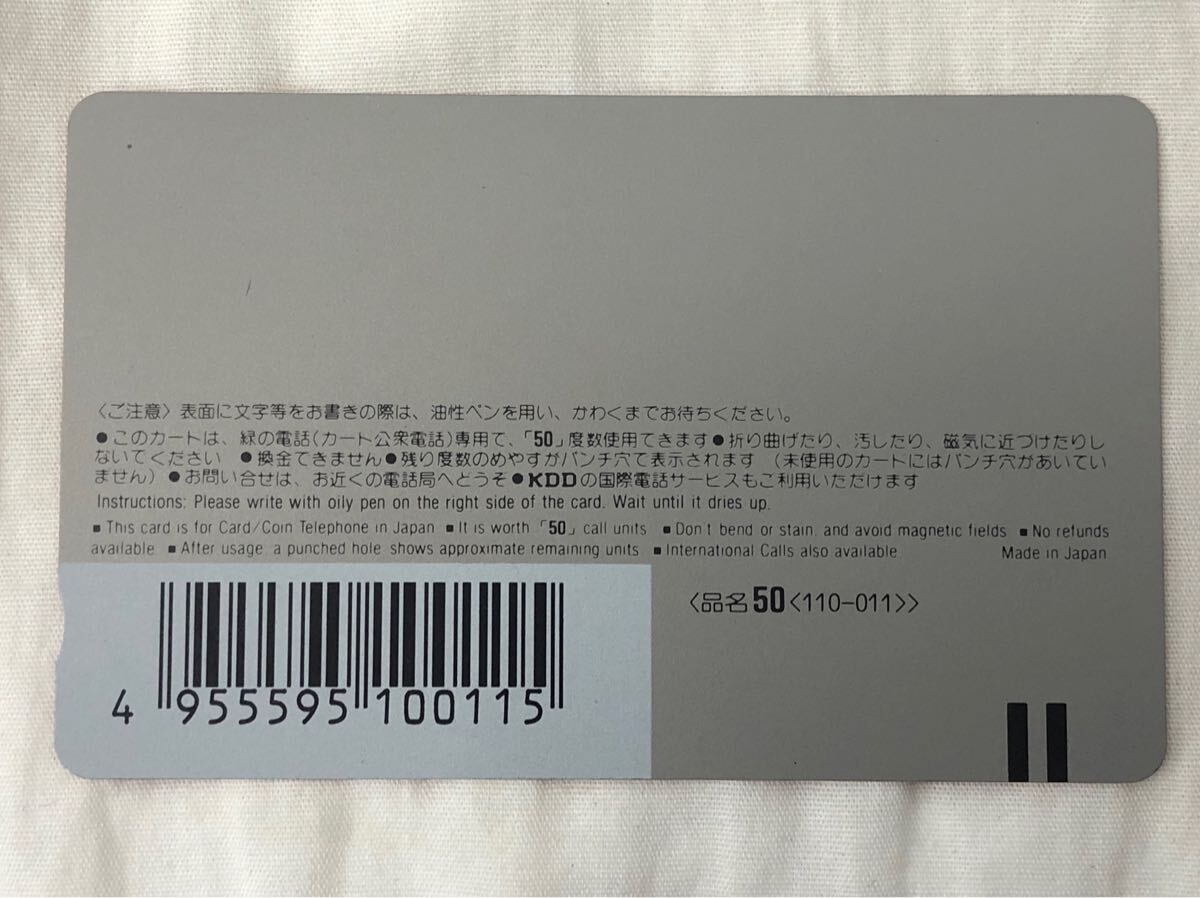 〈ご注意〉表面に文字等をお書きの際は、油性ペンを用い、かわくまでお待ちください。
●このカードは、緑の電話(カード公衆電話)専用で、「50」度数使用できます●折り曲げたり、汚したり、磁気に近づけたりし
ないでください ●換金できません●残り度数のめやすがパンチ穴で表示されます (未使用のカードにはパンチ穴があいてい
ません)●お問い合せは、お近くの電話局へどうぞ●KDDの国際電話サービスもご利用いただけます
Instructions: Please write with oily pen on the right side of the card. Wait until it dries up.
■ This card is for Card/Coin Telephone in Japan ■ It is worth 「50」 call units ■ Don't bend or stain, and avoid magnetic fields ■ No refunds
available ■ After usage, a punched hole shows approximate remaining units ■ International Calls also available Made in Japan
〈品名50<110-011>〉
4 955595 100115